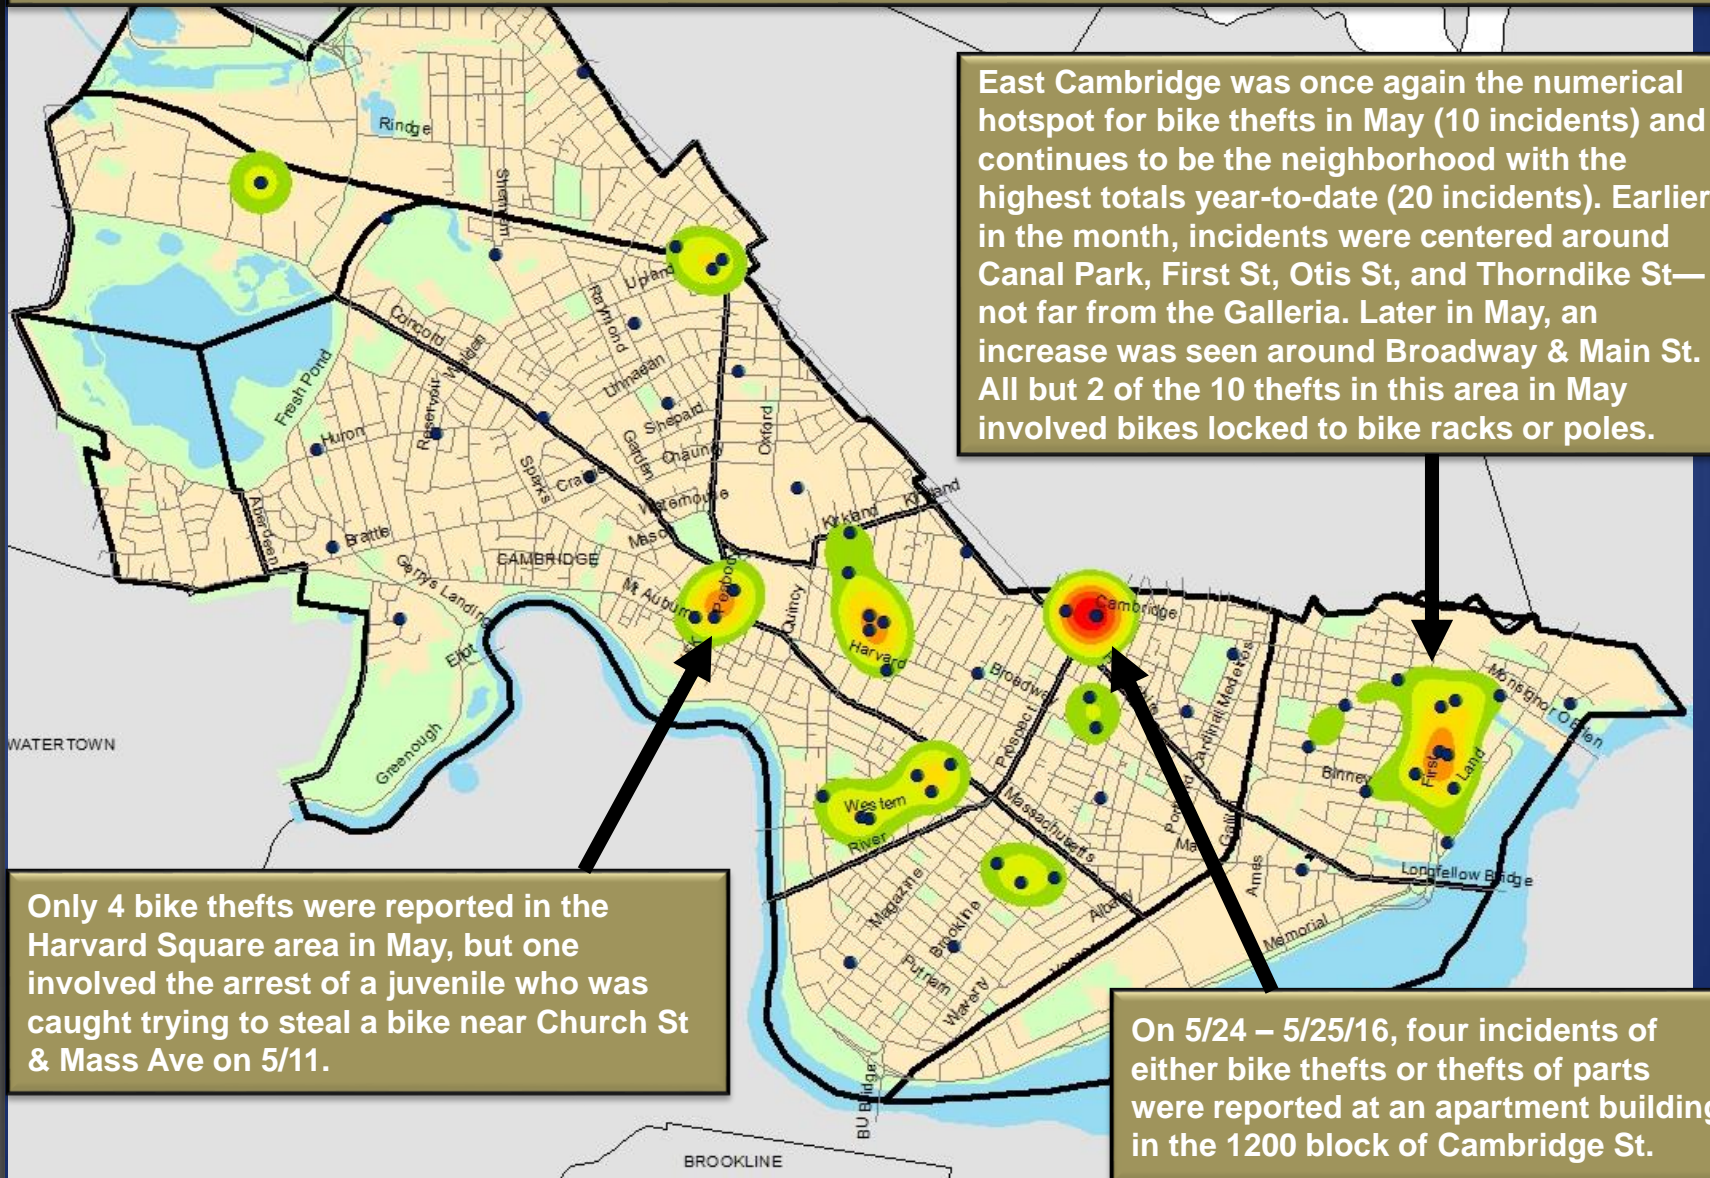 East Cambridge was once again the numerical
hotspot for bike thefts in May (10 incidents) and
continues to be the neighborhood with the
highest totals year-to-date (20 incidents). Earlier
in the month, incidents were centered around
Canal Park, First St, Otis St, and Thorndike St—
not far from the Galleria. Later in May, an
increase was seen around Broadway & Main St.
All but 2 of the 10 thefts in this area in May
involved bikes locked to bike racks or poles.
Rindge
Sherman
Upland
Raymond
Concord
Walden
Fresh Pond
Linnaean
Reservoir
Shepard
Oxford
Huron
Garden
Chauncy
Sparks
Craigie
Waterhouse
Kirkland
Kirkland
Aberdeen
Brattle
Mason
CAMBRIDGE
Gerrys Landing
Peabody
Mt Auburn
Quincy
Cambridge
Eliot
Harvard
Broadway
Prospect
Cardinal Medeiros
Monsignor O'Brien
WATERTOWN
Greenough
Binney
First
Land
Western
River
Massachusetts
Portland
Longfellow Bridge
Ames
Magazine
Albany
Brookline
Memorial
Putnam
Waverly
Vassar
BU Bridge
BROOKLINE
Only 4 bike thefts were reported in the
Harvard Square area in May, but one
involved the arrest of a juvenile who was
caught trying to steal a bike near Church St
& Mass Ave on 5/11.
On 5/24 – 5/25/16, four incidents of
either bike thefts or thefts of parts
were reported at an apartment building
in the 1200 block of Cambridge St.